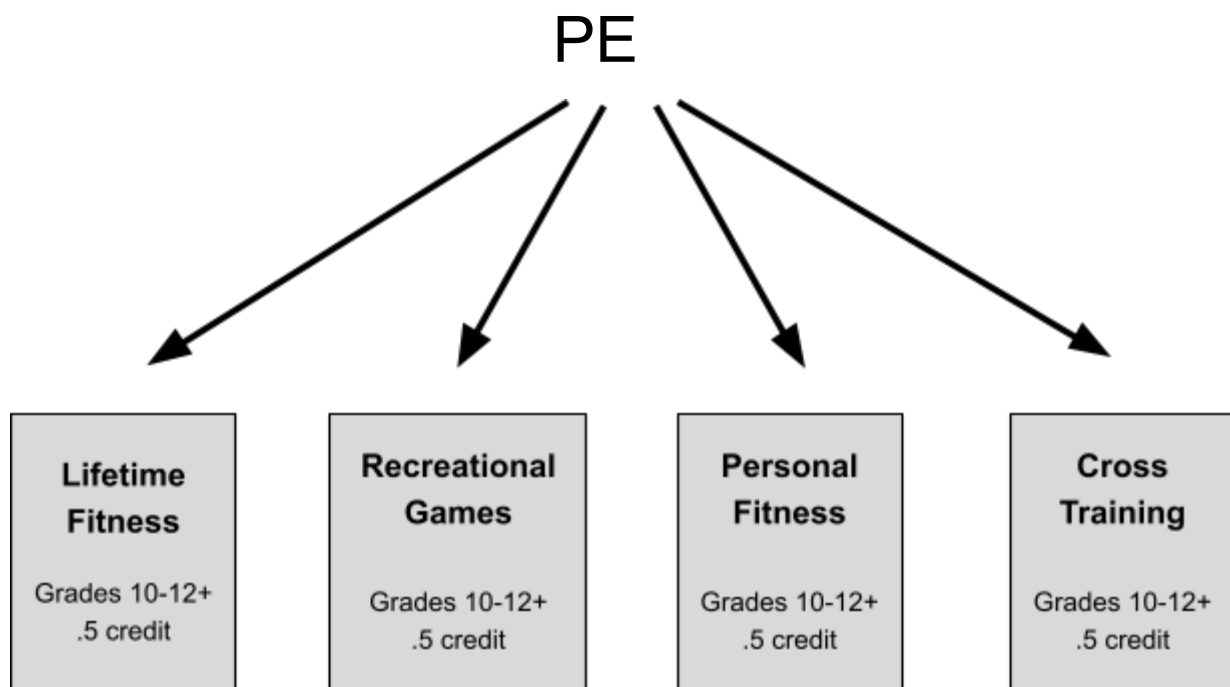 PE
Lifetime
Fitness
Grades 10-12+
.5 credit
Recreational
Games
Grades 10-12+
.5 credit
Personal
Fitness
Grades 10-12+
.5 credit
Cross
Training
Grades 10-12+
.5 credit